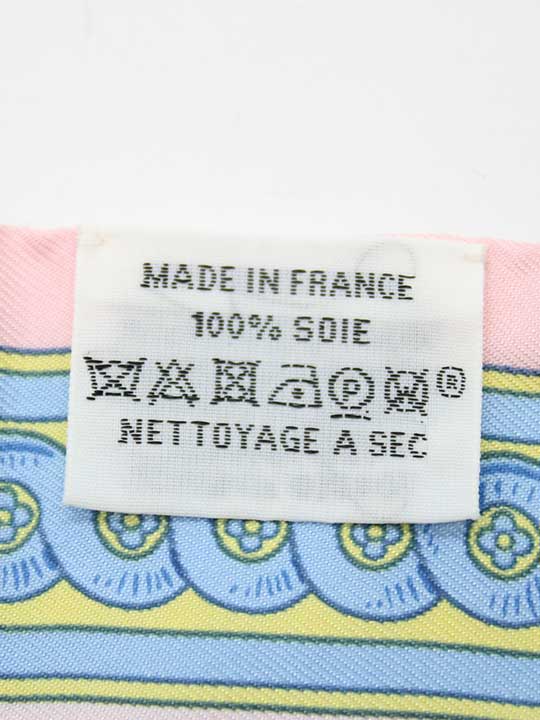 MADE IN FRANCE
100% SOIE
®
NETTOYAGE A SEC